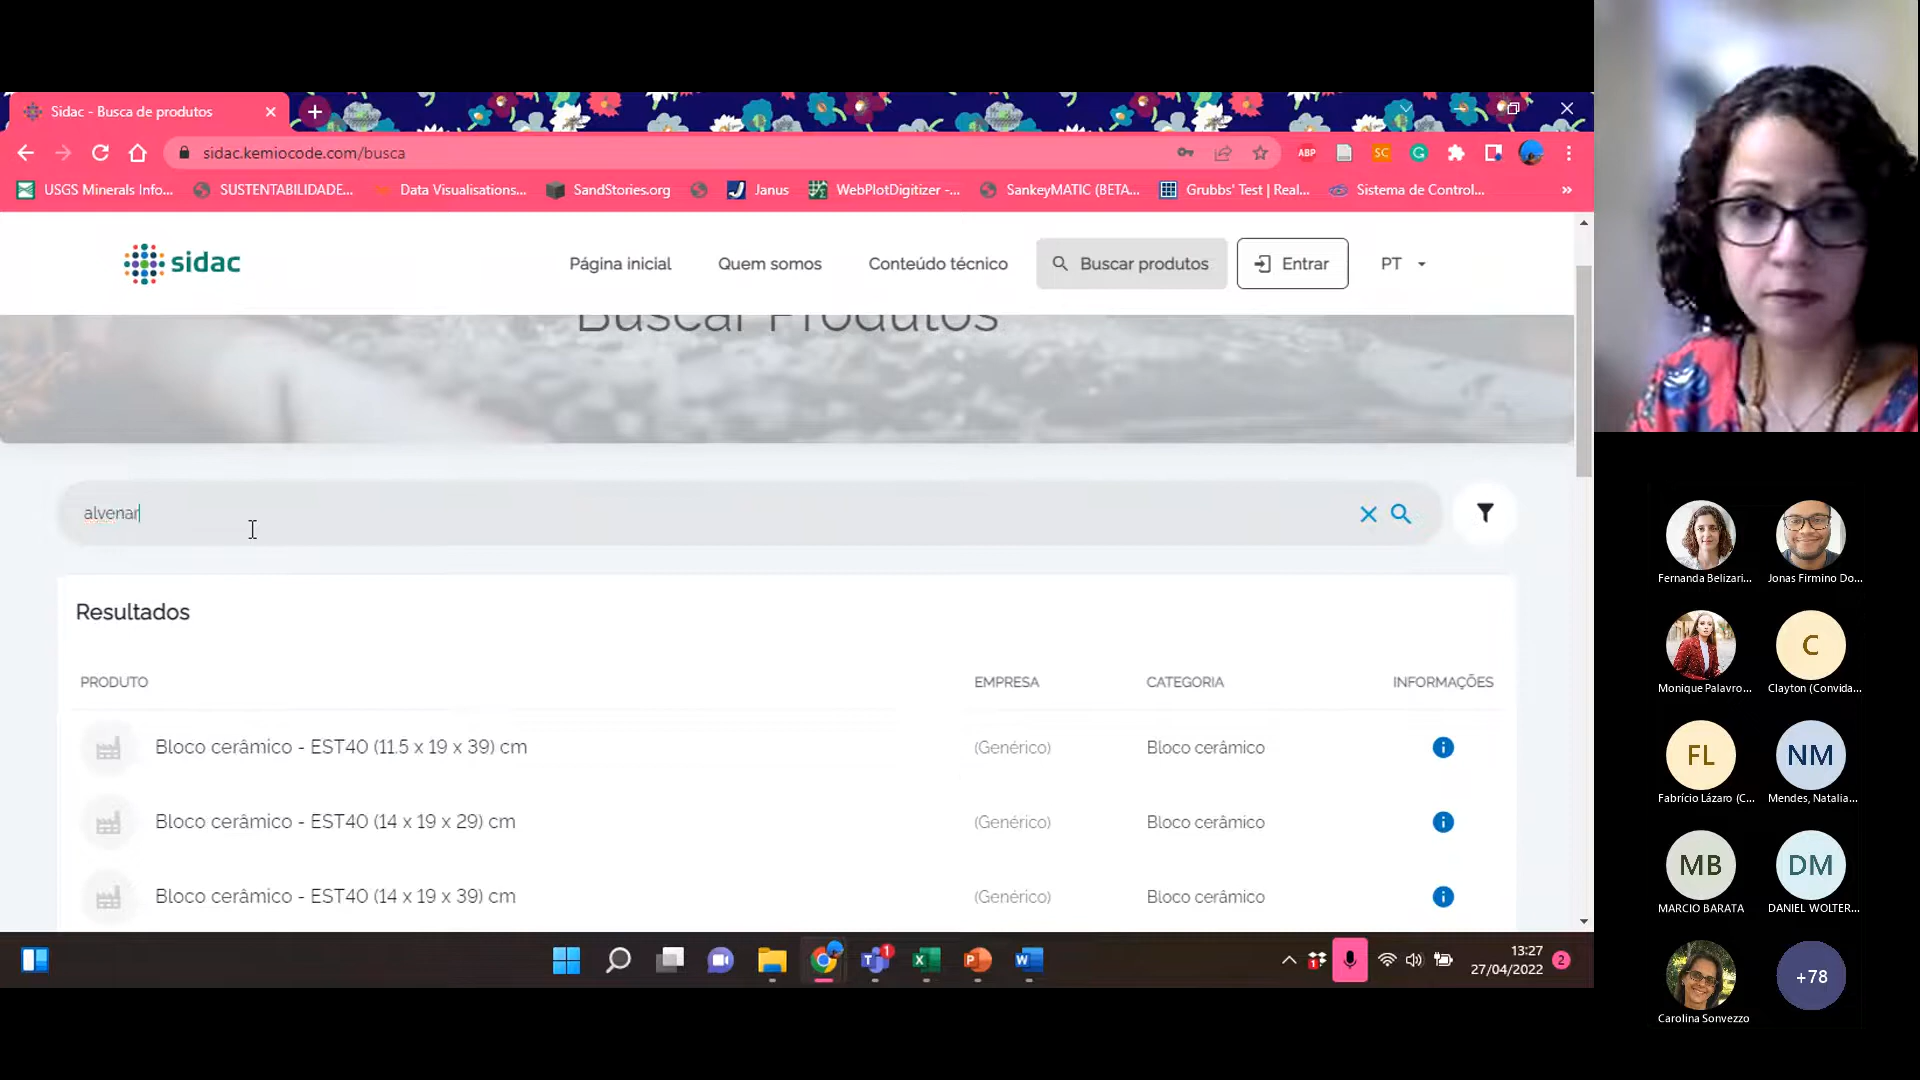 Sidac - Busca de produtos
sidac.kemiocode.com/busca
ABP
SC
USGS Minerals Info...
SUSTENTABILIDADE...
Data Visualisations...
SandStories.org
Janus
WebPlotDigitizer -...
SankeyMATIC (BETA...
Grubbs' Test | Real...
Sistema de Control...
»
sidac
Página inicial
Quem somos
Conteúdo técnico
Buscar produtos
Entrar
PT
Buscar Produtos
alvenar
Resultados
PRODUTO EMPRESA CATEGORIA INFORMAÇÕES
Bloco cerâmico - EST40 (11.5 x 19 x 39) cm (Genérico) Bloco cerâmico
Bloco cerâmico - EST40 (14 x 19 x 29) cm (Genérico) Bloco cerâmico
Bloco cerâmico - EST40 (14 x 19 x 39) cm (Genérico) Bloco cerâmico
13:27
27/04/2022
2
Fernanda Belizari...
Jonas Firmino Do...
Monique Palavro...
C
Clayton (Convida...
FL
Fabrício Lázaro (C...
NM
Mendes, Natalia...
MB
MARCIO BARATA
DM
DANIEL WOLTER...
Carolina Sonvezzo
+78